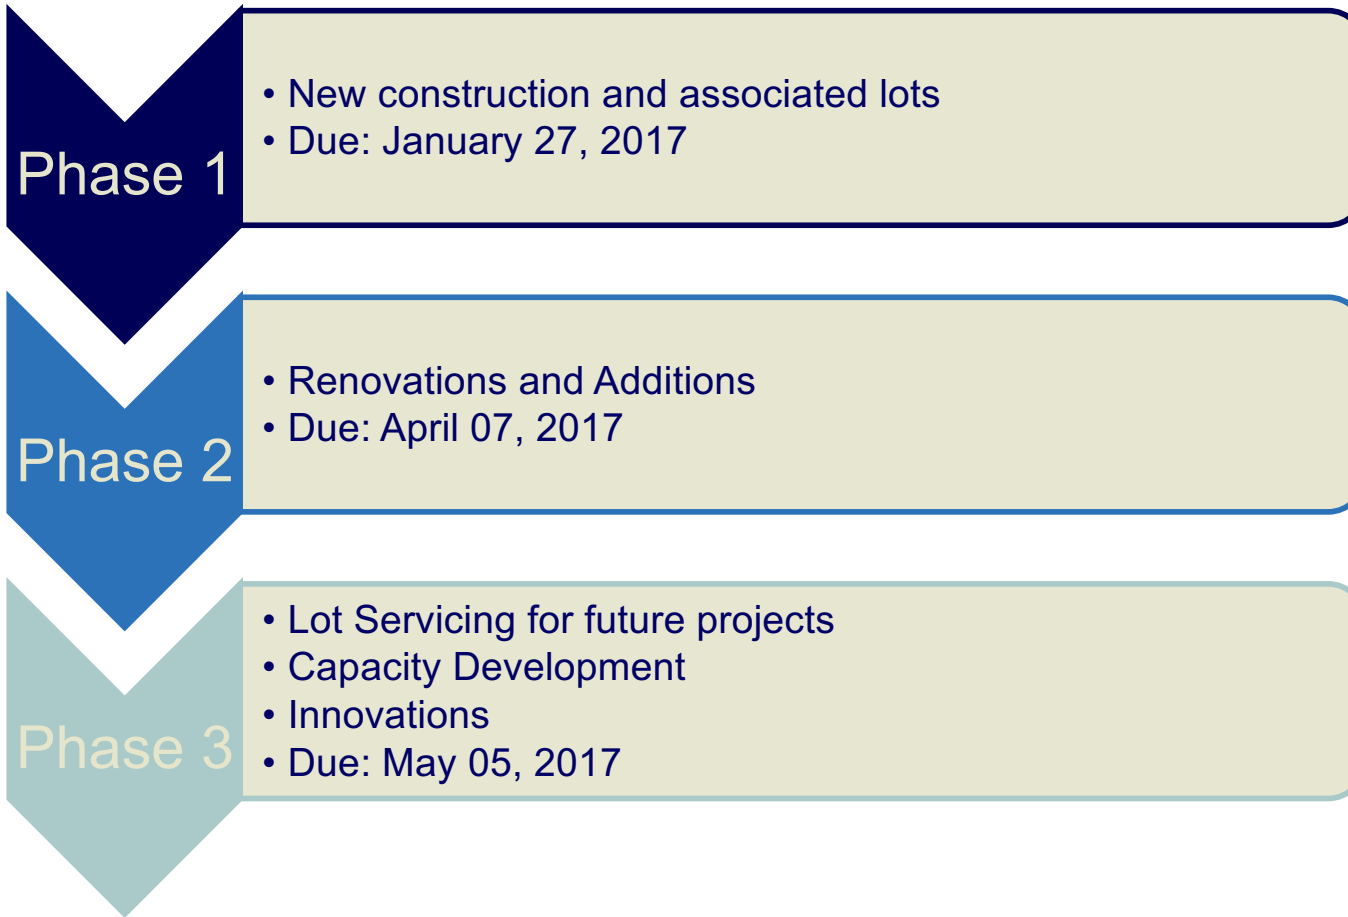 Phase 1
• New construction and associated lots
• Due: January 27, 2017
Phase 2
• Renovations and Additions
• Due: April 07, 2017
Phase 3
• Lot Servicing for future projects
• Capacity Development
• Innovations
• Due: May 05, 2017